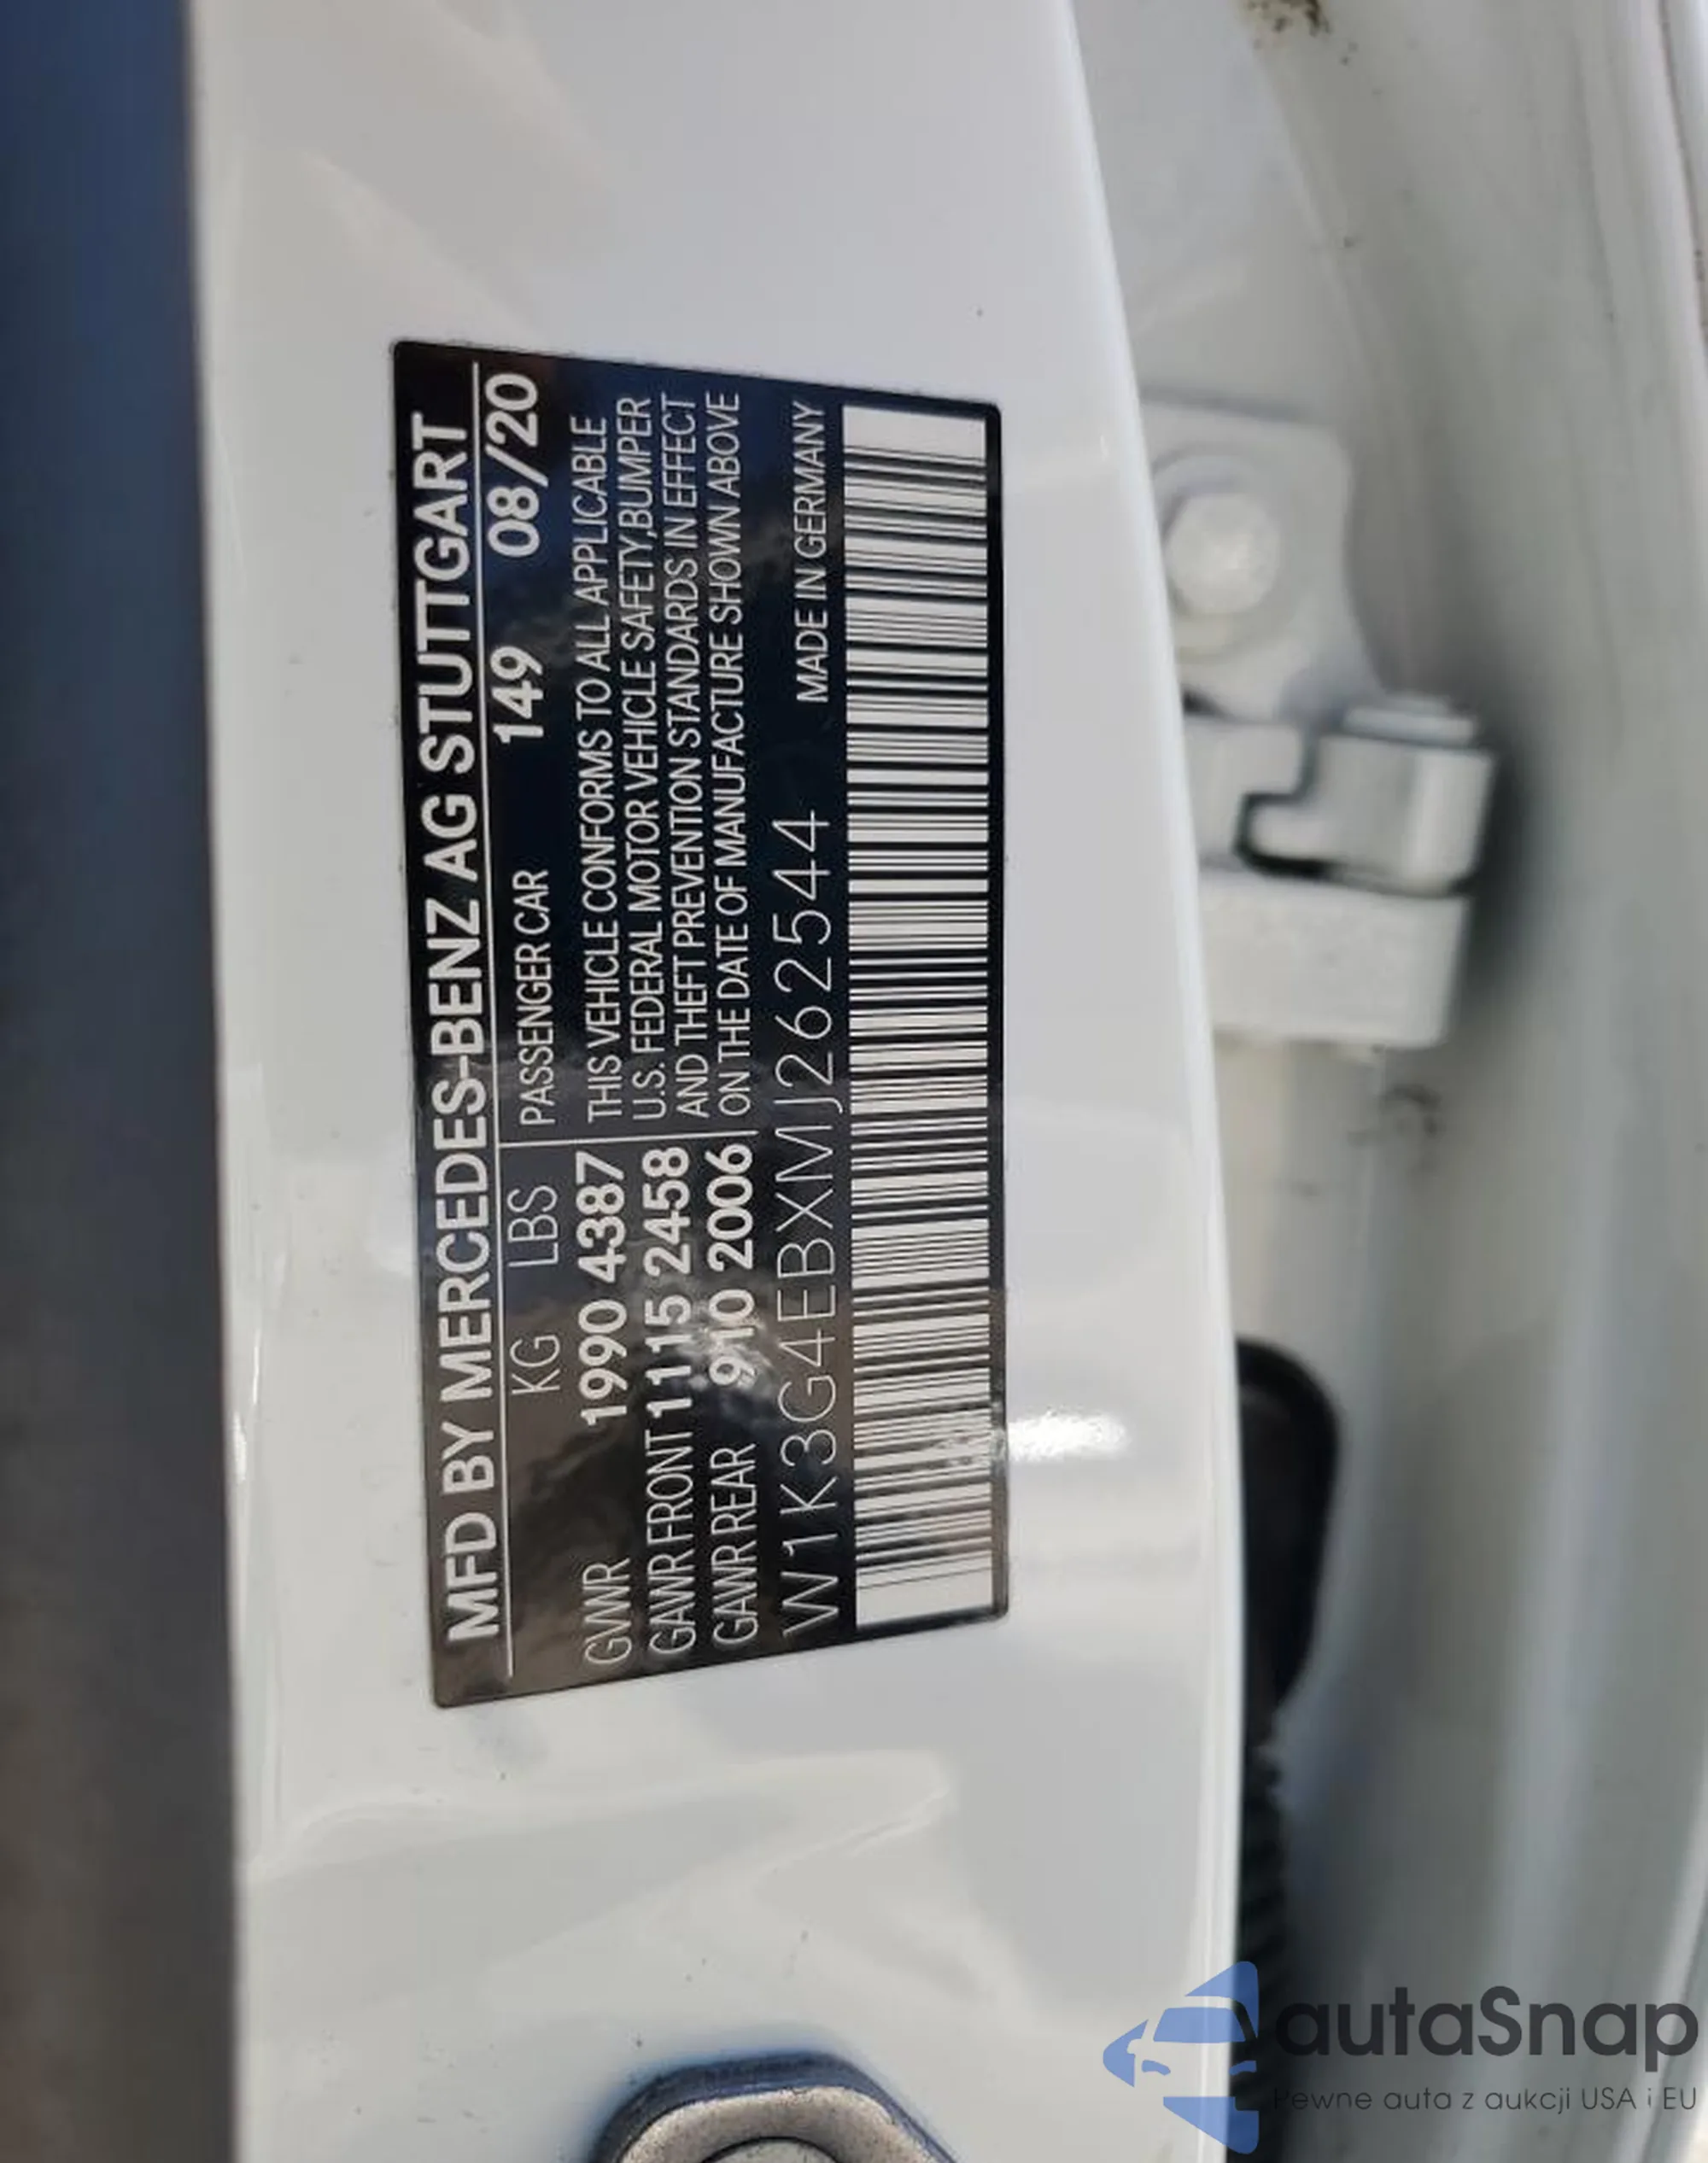 MFD BY MERCEDES-BENZ AG STUTTGART
KG LBS PASSENGER CAR 149 08/20
GVWR 1990 4387 THIS VEHICLE CONFORMS TO ALL APPLICABLE
U.S. FEDERAL MOTOR VEHICLE SAFETY,BUMPER
GAWR FRONT 1115 2458 AND THEFT PREVENTION STANDARDS IN EFFECT
GAWR REAR 910 2006 ON THE DATE OF MANUFACTURE SHOWN ABOVE
W1K3G4EBXMJ262544 MADE IN GERMANY
autaSnap
Pewne auta z aukcji USA i EU